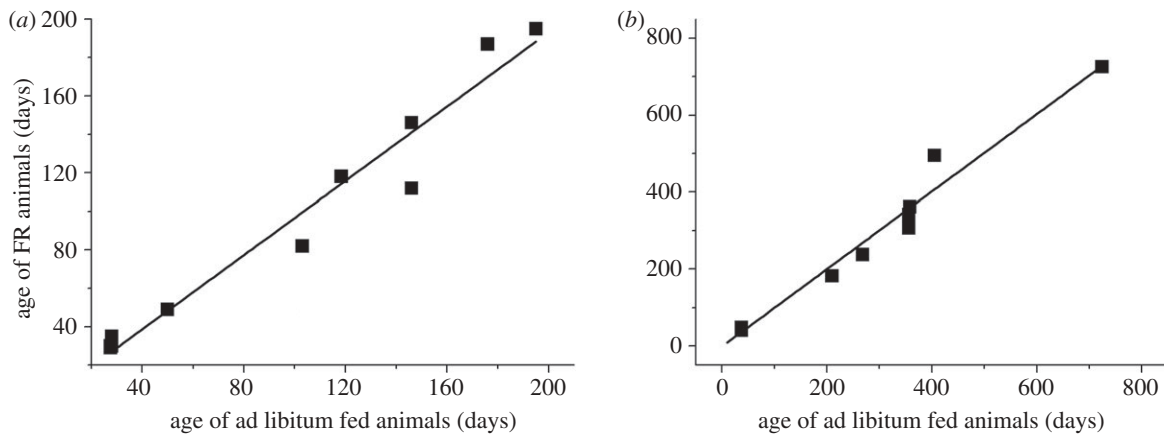 (a)
200
160
120
80
40
age of FR animals (days)
40 80 120 160 200
age of ad libitum fed animals (days)
(b)
800
600
400
200
0
0 200 400 600 800
age of ad libitum fed animals (days)